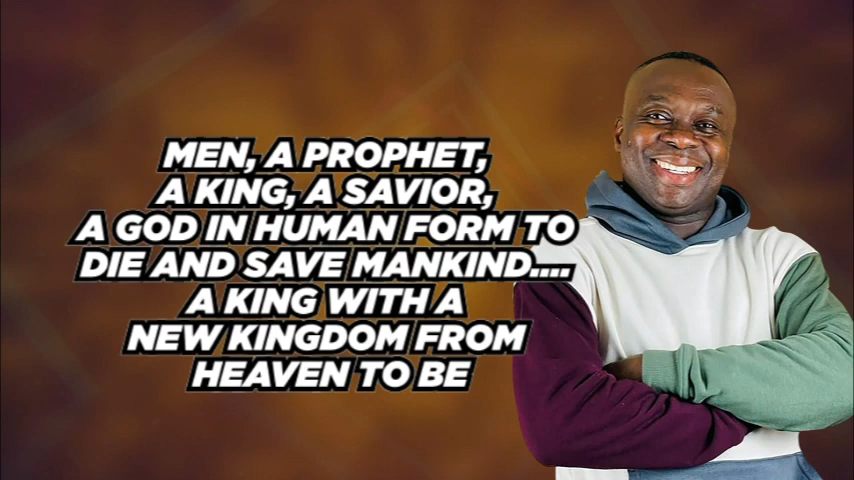 MEN, A PROPHET,
A KING, A SAVIOR,
A GOD IN HUMAN FORM TO
DIE AND SAVE MANKIND....
A KING WITH A
NEW KINGDOM FROM
HEAVEN TO BE